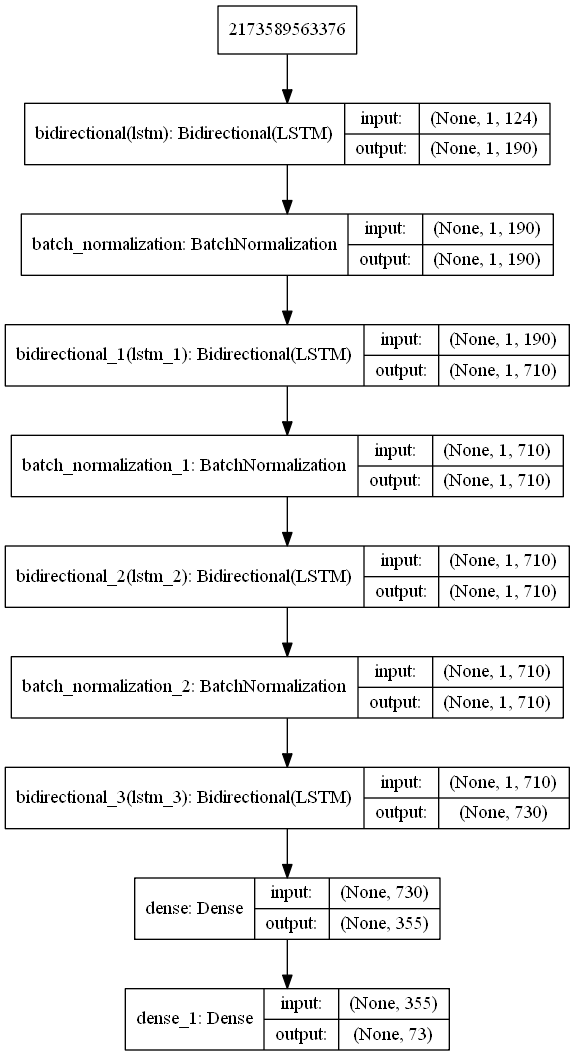 2173589563376
bidirectional(lstm): Bidirectional(LSTM)
input: (None, 1, 124)
output: (None, 1, 190)
batch_normalization: BatchNormalization
input: (None, 1, 190)
output: (None, 1, 190)
bidirectional_1(lstm_1): Bidirectional(LSTM)
input: (None, 1, 190)
output: (None, 1, 710)
batch_normalization_1: BatchNormalization
input: (None, 1, 710)
output: (None, 1, 710)
bidirectional_2(lstm_2): Bidirectional(LSTM)
input: (None, 1, 710)
output: (None, 1, 710)
batch_normalization_2: BatchNormalization
input: (None, 1, 710)
output: (None, 1, 710)
bidirectional_3(lstm_3): Bidirectional(LSTM)
input: (None, 1, 710)
output: (None, 730)
dense: Dense
input: (None, 730)
output: (None, 355)
dense_1: Dense
input: (None, 355)
output: (None, 73)